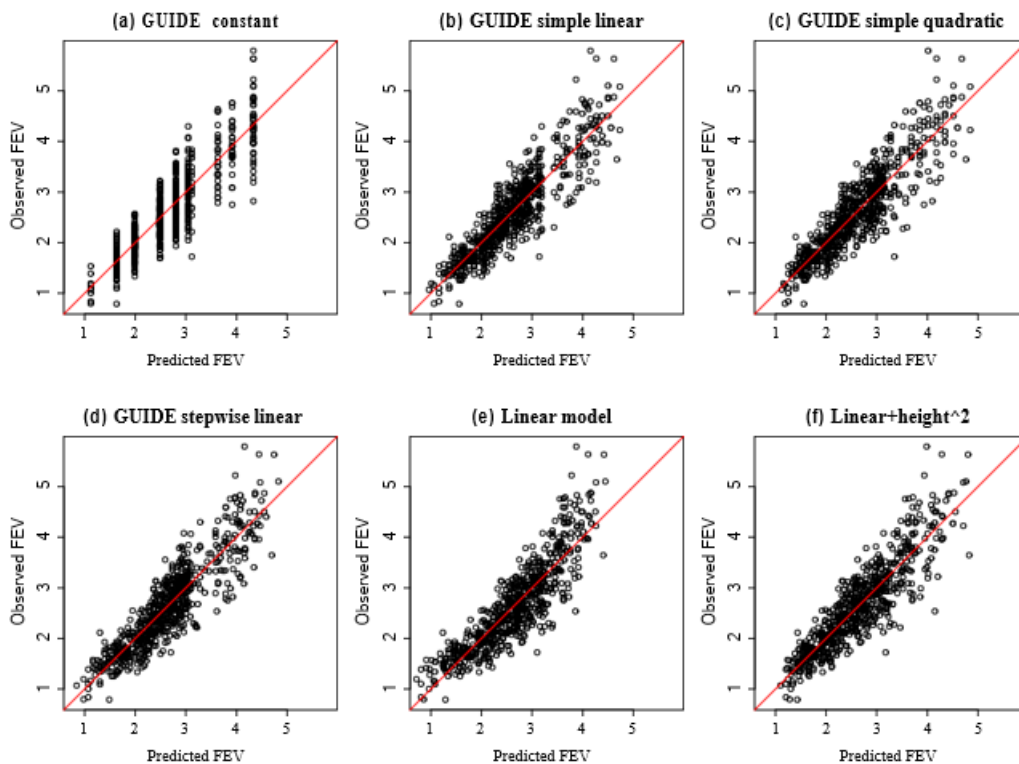 (a) GUIDE constant
(b) GUIDE simple linear
(c) GUIDE simple quadratic
Observed FEV
5
4
3
2
1
1 2 3 4 5
Predicted FEV
Observed FEV
5
4
3
2
1
1 2 3 4 5
Predicted FEV
Observed FEV
5
4
3
2
1
1 2 3 4 5
Predicted FEV
(d) GUIDE stepwise linear
(e) Linear model
(f) Linear+height^2
Observed FEV
5
4
3
2
1
1 2 3 4 5
Predicted FEV
Observed FEV
5
4
3
2
1
1 2 3 4 5
Predicted FEV
Observed FEV
5
4
3
2
1
1 2 3 4 5
Predicted FEV